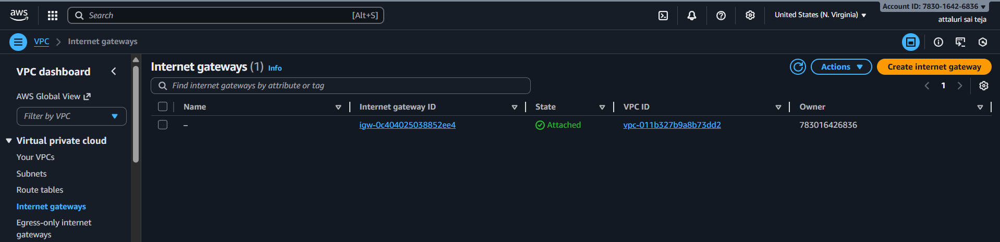 aws
Search [Alt+S]
United States (N. Virginia)
Account ID: 7830-1642-6836
attaluri sai teja
VPC Internet gateways
VPC dashboard
AWS Global View
Filter by VPC
Virtual private cloud
Your VPCs
Subnets
Route tables
Internet gateways
Egress-only internet
gateways
Internet gateways (1) Info
Actions
Create internet gateway
Find internet gateways by attribute or tag
1
Name Internet gateway ID State VPC ID Owner
– igw-0c404025038852ee4 Attached vpc-011b327b9a8b73dd2 783016426836